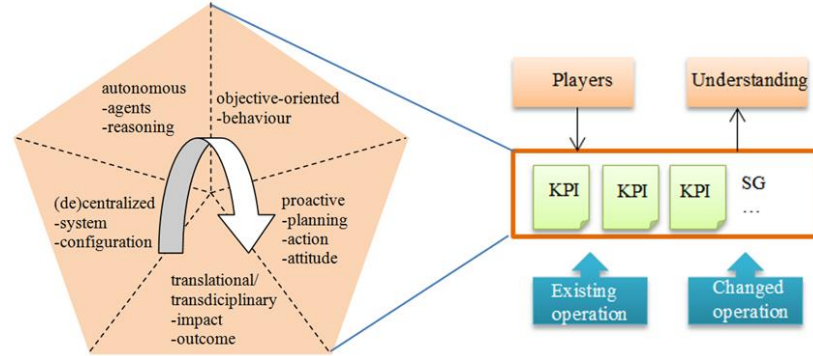 autonomous
-agents
-reasoning
objective-oriented
-behaviour
(de)centralized
-system
-configuration
proactive
-planning
-action
-attitude
translational/
transdiciplinary
-impact
-outcome
Players
Understanding
KPI
KPI
KPI
SG
...
Existing
operation
Changed
operation